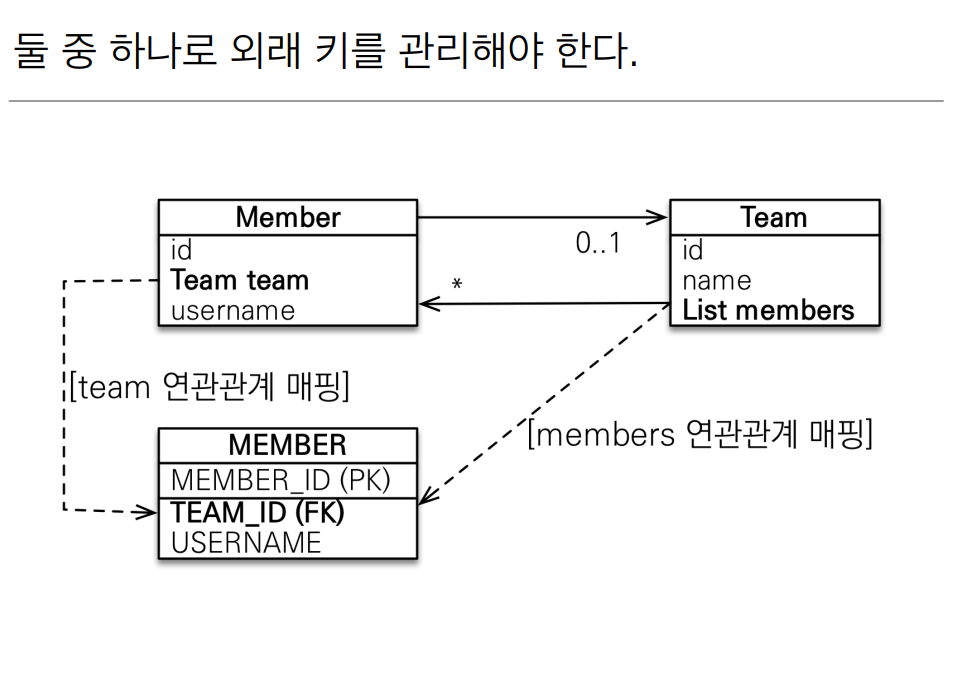 둘 중 하나로 외래 키를 관리해야 한다.
Member
id
Team team
username
0..1
*
Team
id
name
List members
[team 연관관계 매핑]
[members 연관관계 매핑]
MEMBER
MEMBER_ID (PK)
TEAM_ID (FK)
USERNAME